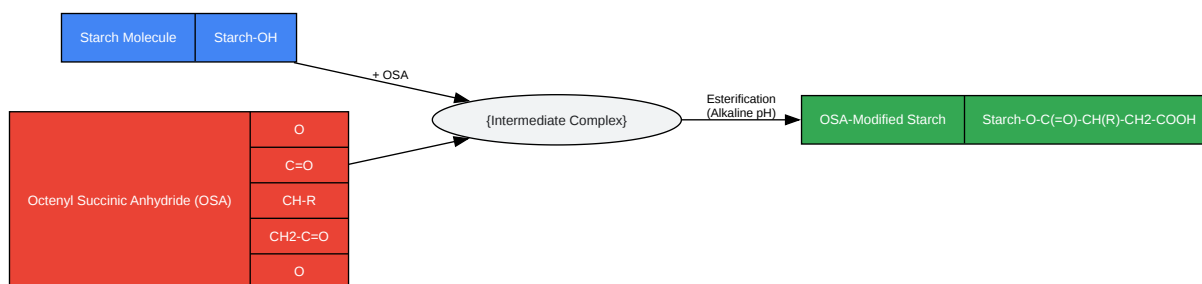 Starch Molecule
Starch-OH
+ OSA
Octenyl Succinic Anhydride (OSA)
O
C=O
CH-R
CH2-C=O
O
{Intermediate Complex}
Esterification
(Alkaline pH)
OSA-Modified Starch
Starch-O-C(=O)-CH(R)-CH2-COOH